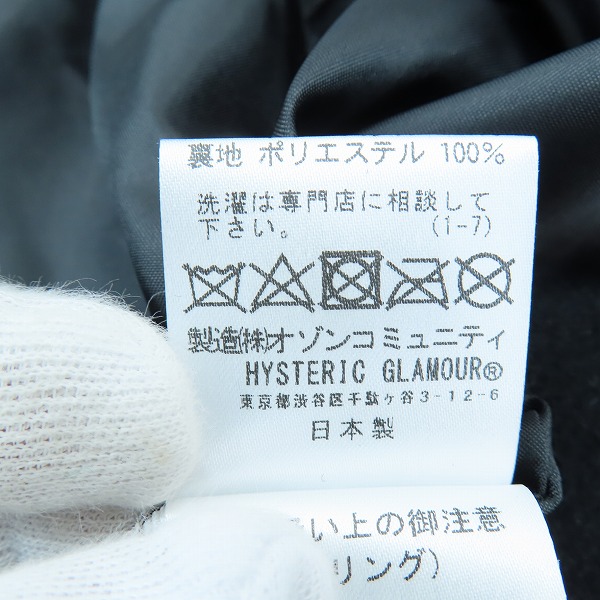 裏地 ポリエステル 100%
洗濯は専門店に相談して
下さい。 (1-7)
製造(株)オゾンコミュニティ
HYSTERIC GLAMOUR®
東京都渋谷区千駄ヶ谷3-12-6
日本製
い上の御注意
リング)